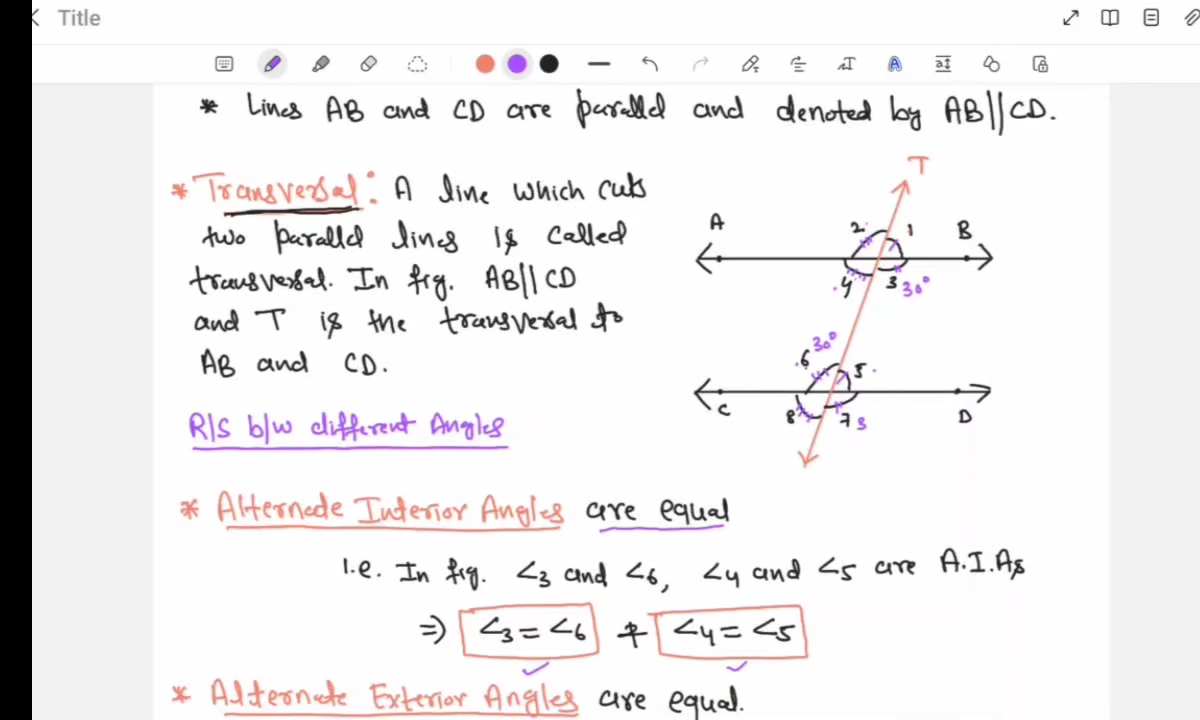 Title
* Lines AB and CD are parallel and denoted by AB||CD.
* Transversal: A line which cuts
two parallel lines is called
transversal. In fig. AB||CD
and T is the transversal to
AB and CD.
T
A
2
1
B
4
3
30°
30°
6
5
C
8
7
D
R/S b/w different Angles
* Alternate Interior Angles are equal
i.e. In fig. ∠3 and ∠6, ∠4 and ∠5 are A.I.As
⇒ ∠3 = ∠6 & ∠4 = ∠5
* Alternate Exterior Angles are equal.